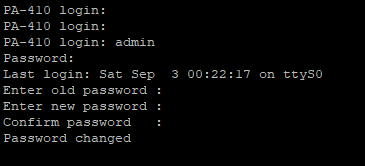 PA-410 login:
PA-410 login:
PA-410 login: admin
Password:
Last login: Sat Sep  3 00:22:17 on ttyS0
Enter old password :
Enter new password :
Confirm password   :
Password changed